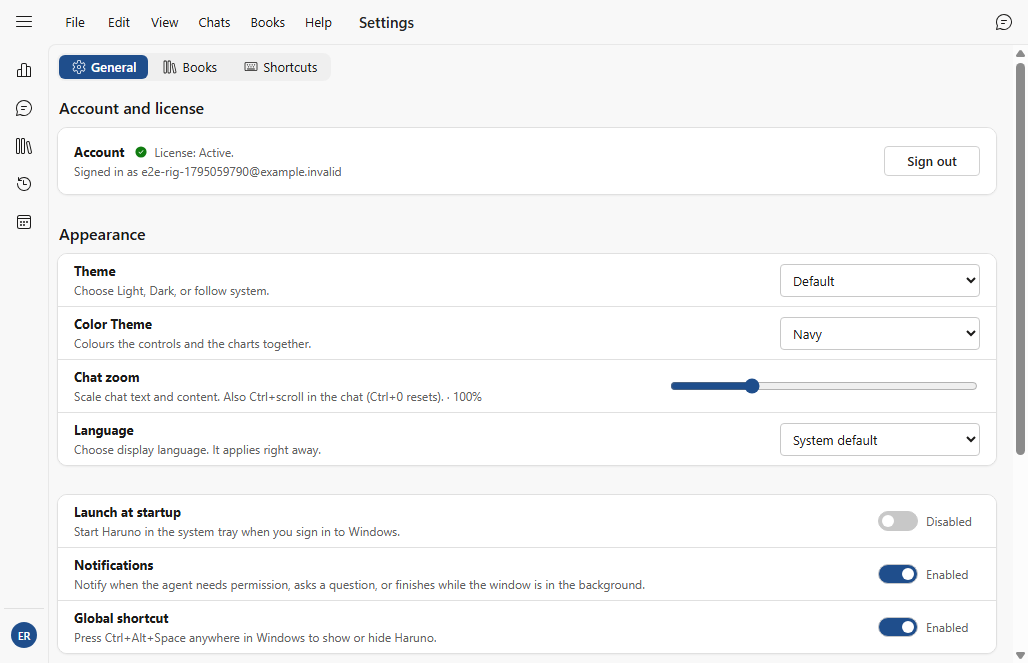 File Edit View Chats Books Help Settings
General Books Shortcuts
Account and license
Account License: Active.
Signed in as e2e-rig-1795059790@example.invalid
Sign out
Appearance
Theme
Choose Light, Dark, or follow system.
Default
Color Theme
Colours the controls and the charts together.
Navy
Chat zoom
Scale chat text and content. Also Ctrl+scroll in the chat (Ctrl+0 resets). · 100%
Language
Choose display language. It applies right away.
System default
Launch at startup
Start Haruno in the system tray when you sign in to Windows.
Disabled
Notifications
Notify when the agent needs permission, asks a question, or finishes while the window is in the background.
Enabled
Global shortcut
Press Ctrl+Alt+Space anywhere in Windows to show or hide Haruno.
Enabled
ER